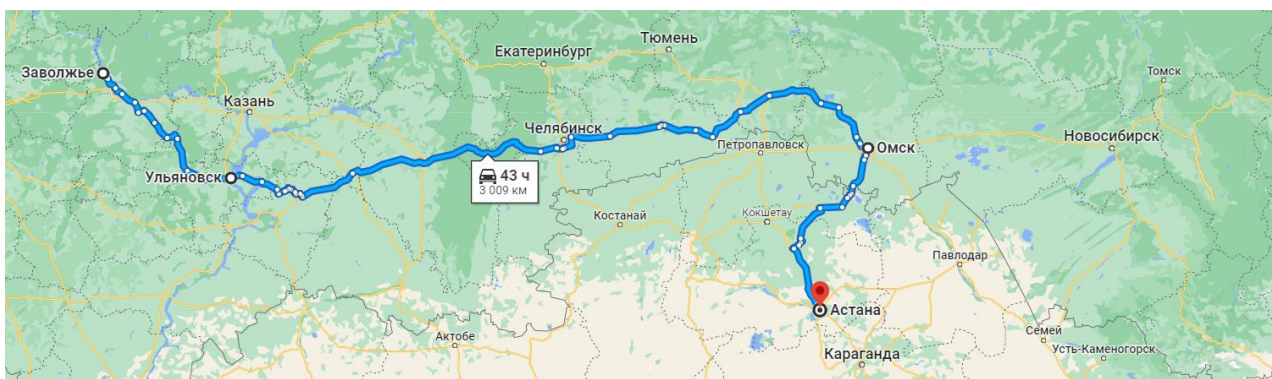 Тюмень
Екатеринбург
Заволжье
Томск
Казань
Челябинск
Новосибирск
Петропавловск
Омск
Ульяновск
43 ч
3 009 км
Костанай
Кокшетау
Павлодар
Астана
Актобе
Семей
Караганда
Усть-Каменогорск